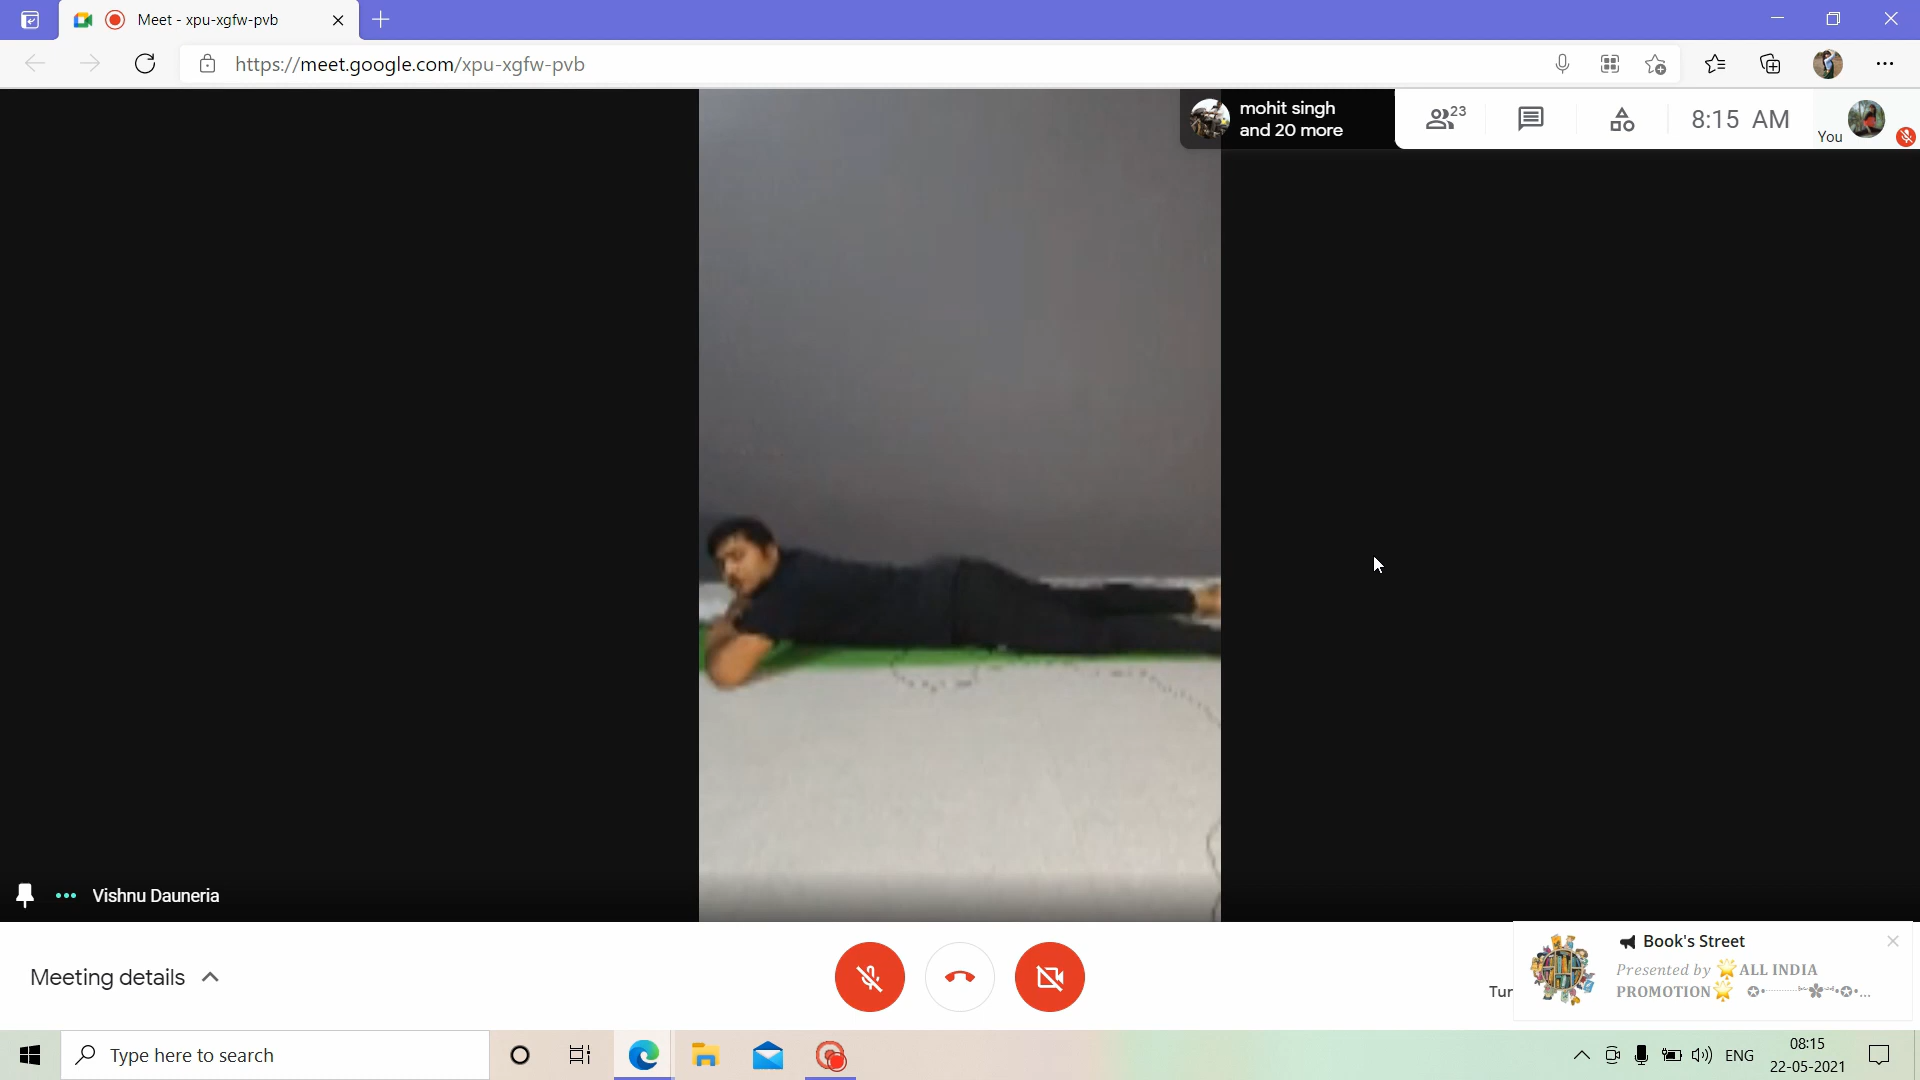 Meet - xpu-xgfw-pvb
https://meet.google.com/xpu-xgfw-pvb
mohit singh
and 20 more
23
8:15 AM
You
Vishnu Dauneria
Meeting details
Tur
Book's Street
Presented by 🌟ALL INDIA
PROMOTION🌟
Type here to search
ENG
08:15
22-05-2021